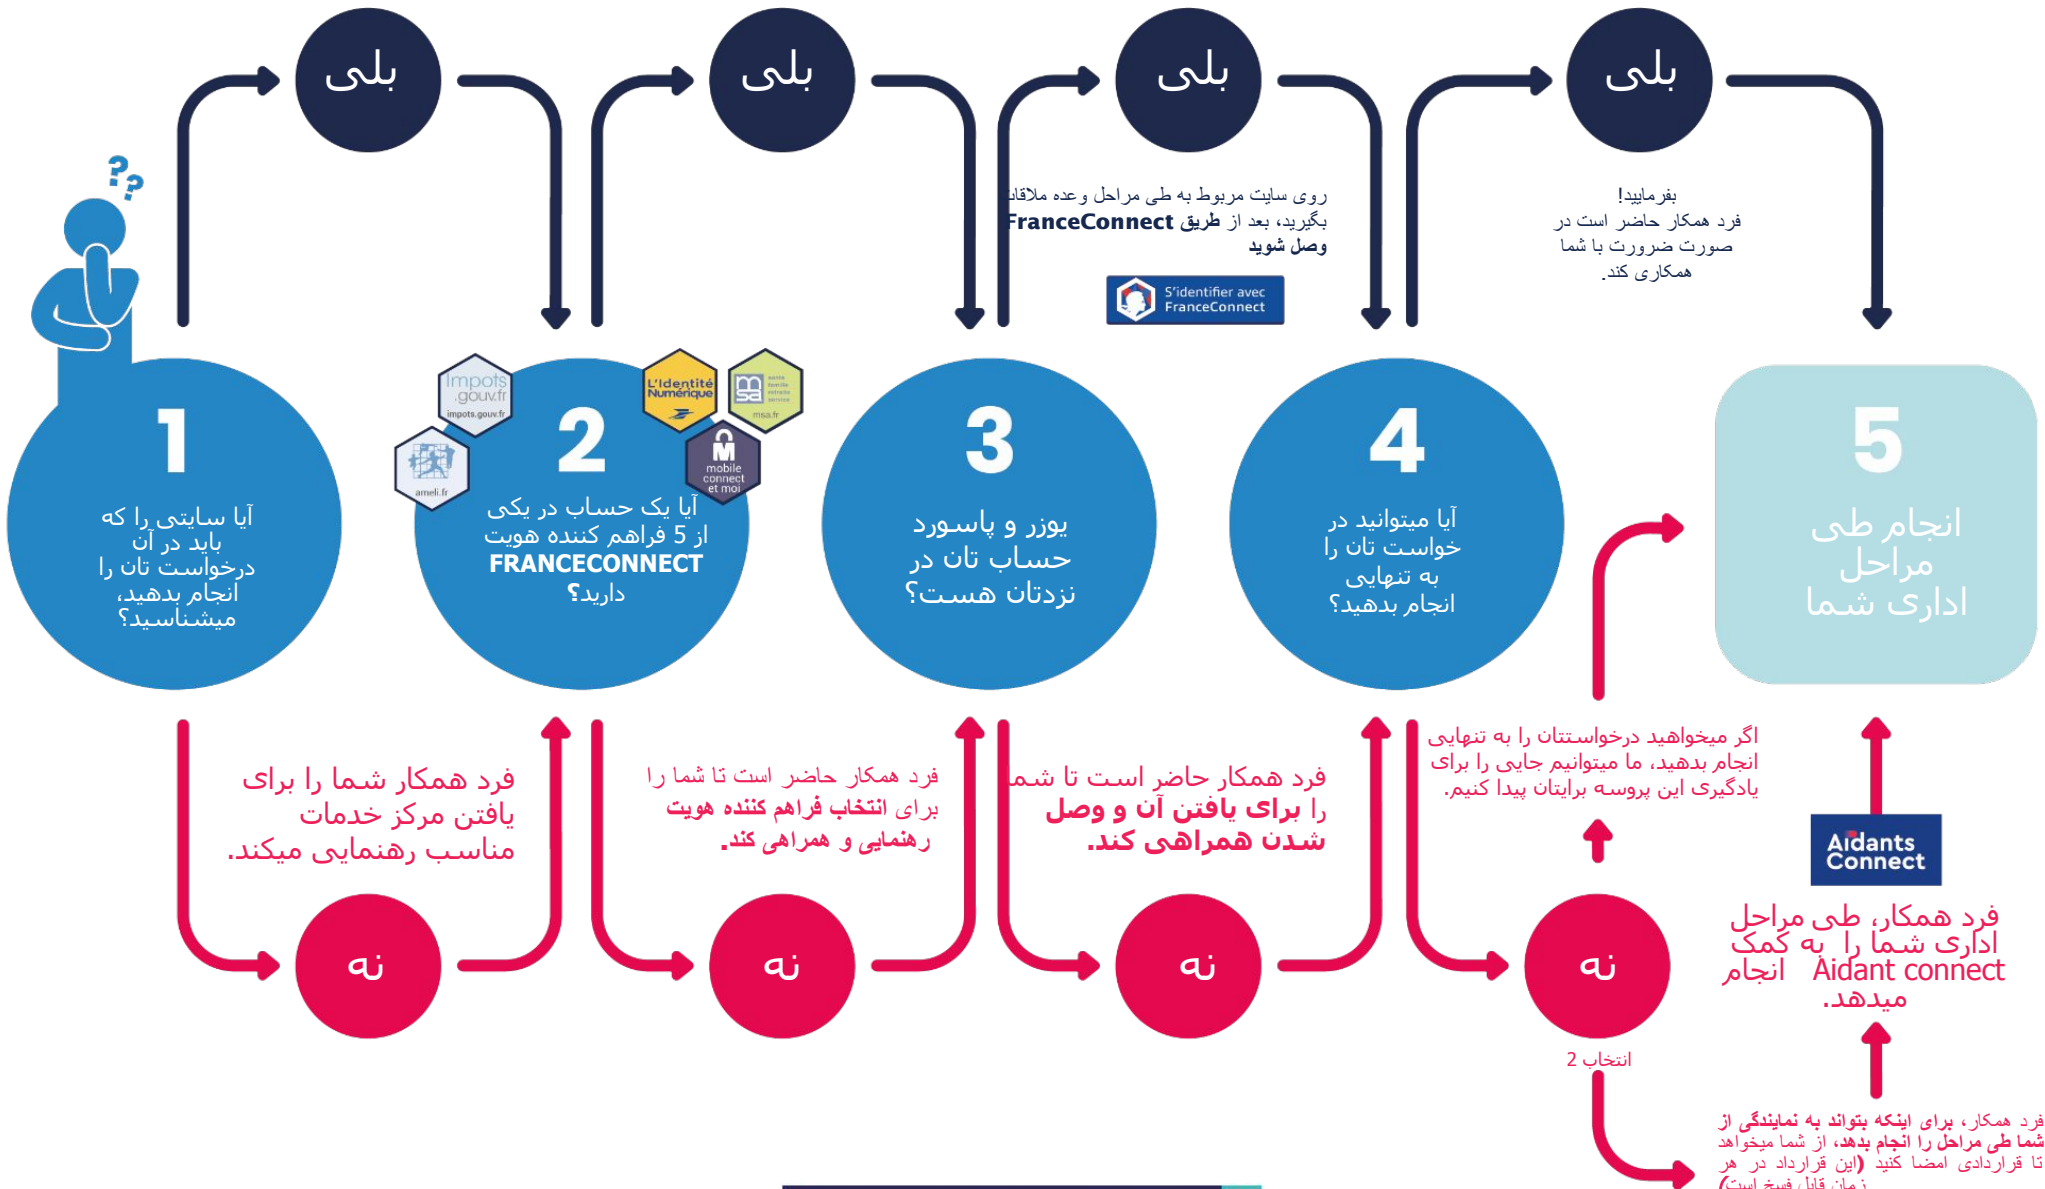 بلی
بلی
بلی
بلی
??
روی سایت مربوط به طی مراحل وعده ملاقات
بگیرید، بعد از طریق FranceConnect
وصل شوید
S'identifier avec
FranceConnect
بفرمایید!
فرد همکار حاضر است در
صورت ضرورت با شما
همکاری کند.
1
آیا سایتی را که
باید در آن
درخواست تان را
انجام بدهید،
میشناسید؟
Impots
.gouv.fr
impots.gouv.fr
ameli.fr
L'Identité
Numérique
msa
santé
famille
retraite
service
msa.fr
M
mobile
connect
et moi
2
آیا یک حساب در یکی
از 5 فراهم کننده هویت
FRANCECONNECT
دارید؟
3
یوزر و پاسورد
حساب تان در
نزدتان هست؟
4
آیا میتوانید در
خواست تان را
به تنهایی
انجام بدهید؟
5
انجام طی
مراحل
اداری شما
فرد همکار شما را برای
یافتن مرکز خدمات
مناسب رهنمایی میکند.
فرد همکار حاضر است تا شما را
برای انتخاب فراهم کننده هویت
رهنمایی و همراهی کند.
فرد همکار حاضر است تا شما
را برای یافتن آن و وصل
شدن همراهی کند.
اگر میخواهید درخواستتان را به تنهایی
انجام بدهید، ما میتوانیم جایی را برای
یادگیری این پروسه برایتان پیدا کنیم.
نه
نه
نه
نه
انتخاب 2
Aidants
Connect
فرد همکار، طی مراحل
اداری شما را به کمک
Aidant connect انجام
میدهد.
فرد همکار، برای اینکه بتواند به نمایندگی از
شما طی مراحل را انجام بدهد، از شما میخواهد
تا قراردادی امضا کنید (این قرارداد در هر
زمان قابل فسخ است)